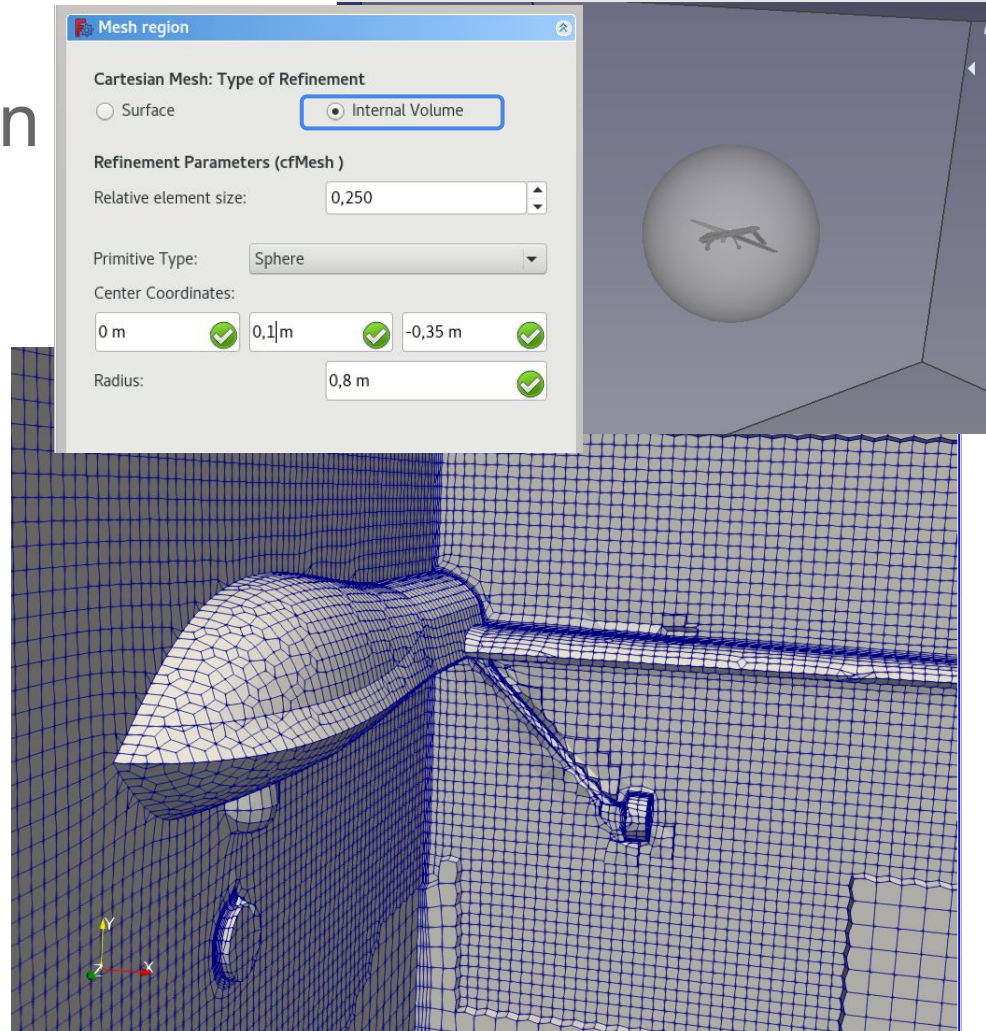 n
Mesh region
Cartesian Mesh: Type of Refinement
Surface
Internal Volume
Refinement Parameters (cfMesh )
Relative element size:
0,250
Primitive Type:
Sphere
Center Coordinates:
0 m
0,1 m
-0,35 m
Radius:
0,8 m
Y
Z
X